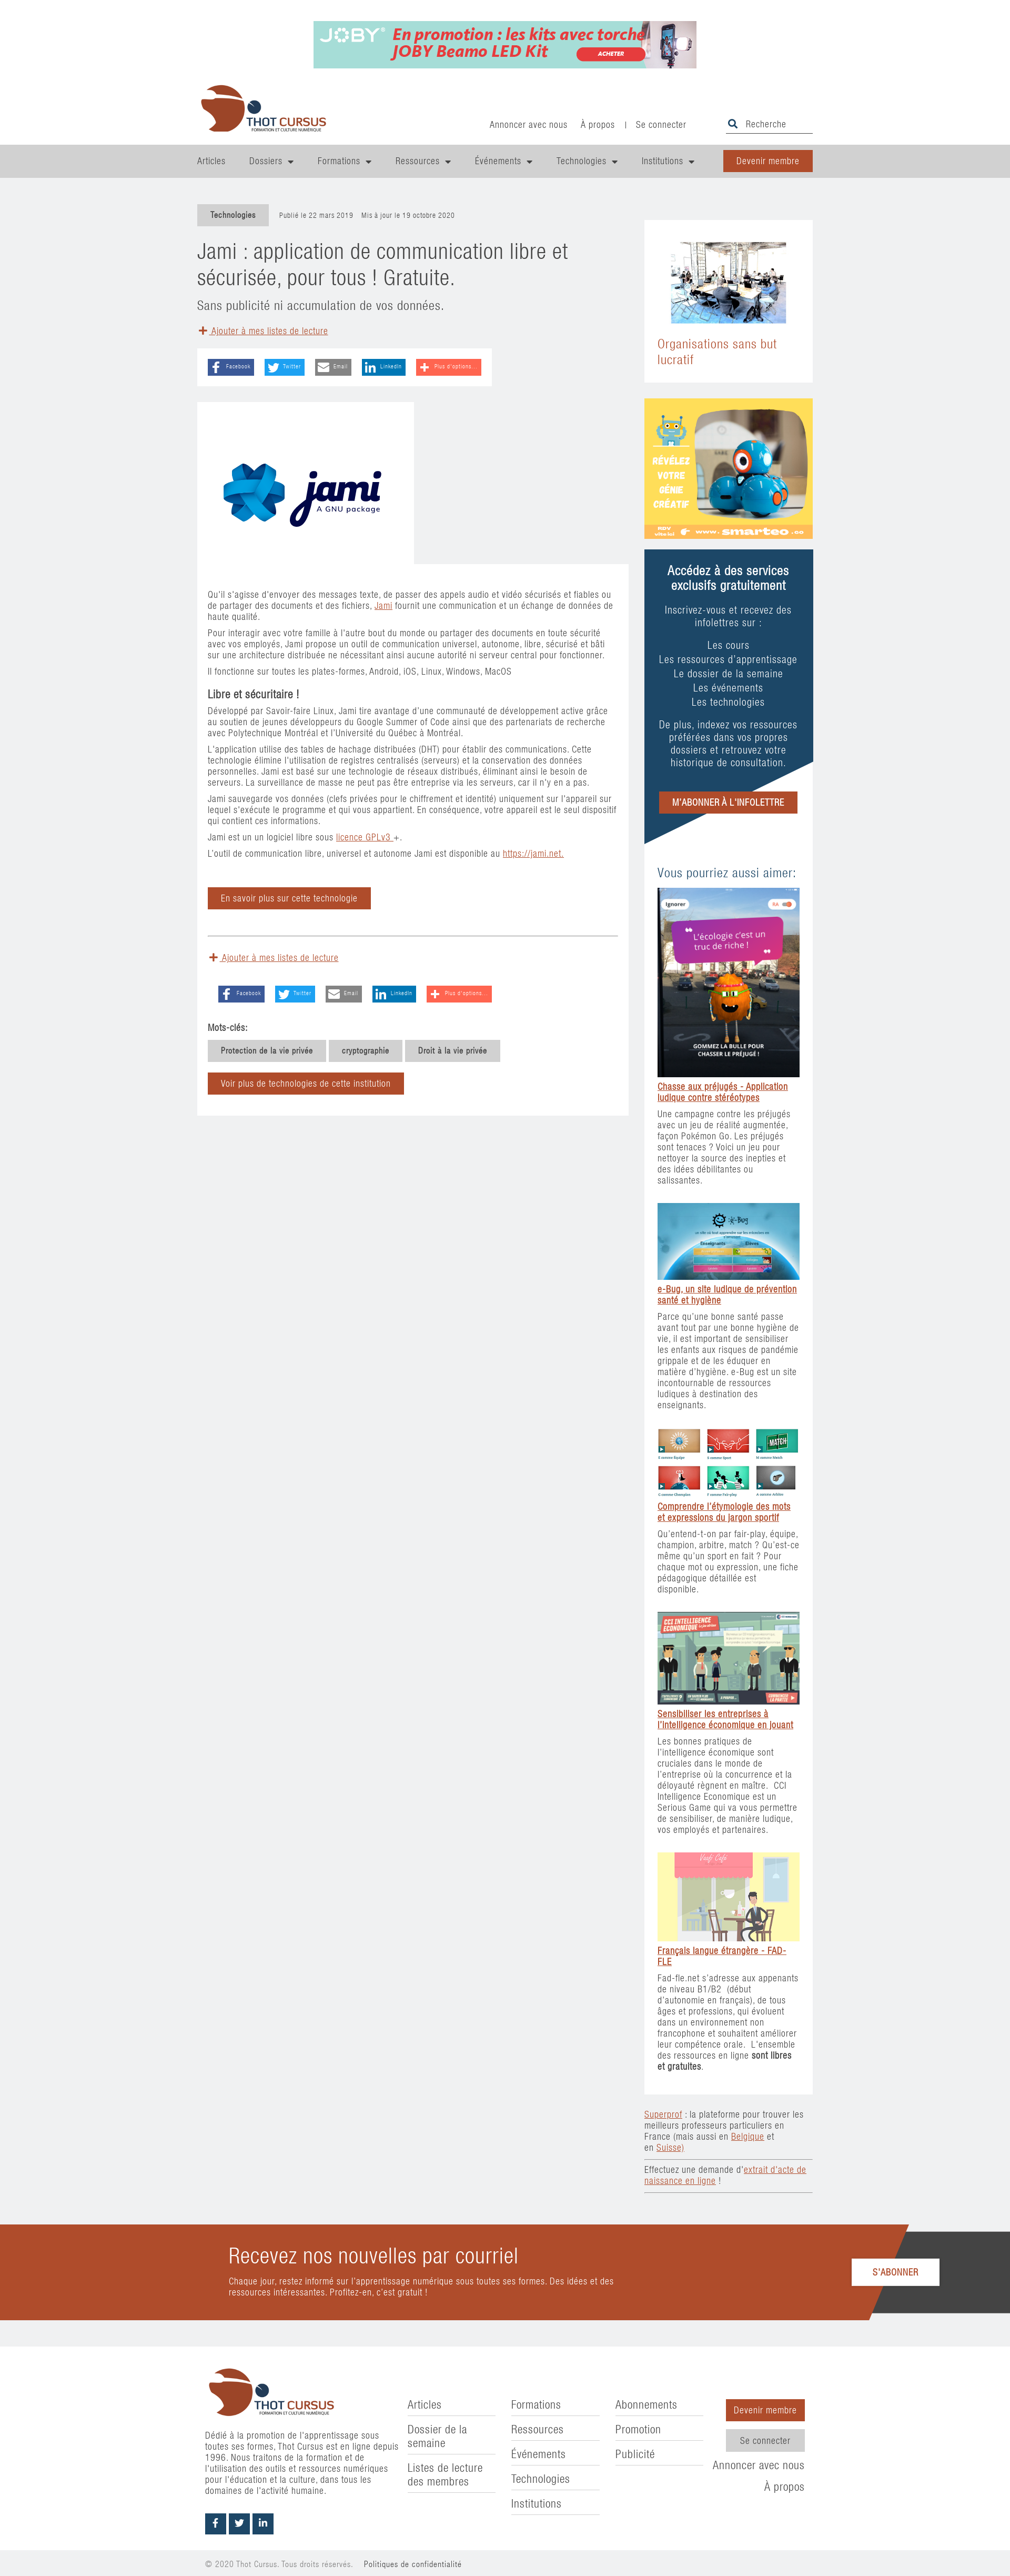 JOBY
En promotion : les kits avec torche
JOBY Beamo LED Kit
ACHETER
THOT CURSUS
FORMATION ET CULTURE NUMÉRIQUE
Annoncer avec nous À propos | Se connecter
Recherche
Articles Dossiers Formations Ressources Événements Technologies Institutions Devenir membre
Technologies
Publié le 22 mars 2019 Mis à jour le 19 octobre 2020
Jami : application de communication libre et
sécurisée, pour tous ! Gratuite.
Sans publicité ni accumulation de vos données.
Ajouter à mes listes de lecture
Facebook Twitter Email LinkedIn Plus d'options...
jami
A GNU package
Qu'il s'agisse d'envoyer des messages texte, de passer des appels audio et vidéo sécurisés et fiables ou
de partager des documents et des fichiers, Jami fournit une communication et un échange de données de
haute qualité.
Pour interagir avec votre famille à l'autre bout du monde ou partager des documents en toute sécurité
avec vos employés, Jami propose un outil de communication universel, autonome, libre, sécurisé et bâti
sur une architecture distribuée ne nécessitant ainsi aucune autorité ni serveur central pour fonctionner.
Il fonctionne sur toutes les plates-formes, Android, iOS, Linux, Windows, MacOS
Libre et sécuritaire !
Développé par Savoir-faire Linux, Jami tire avantage d'une communauté de développement active grâce
au soutien de jeunes développeurs du Google Summer of Code ainsi que des partenariats de recherche
avec Polytechnique Montréal et l'Université du Québec à Montréal.
L'application utilise des tables de hachage distribuées (DHT) pour établir des communications. Cette
technologie élimine l'utilisation de registres centralisés (serveurs) et la conservation des données
personnelles. Jami est basé sur une technologie de réseaux distribués, éliminant ainsi le besoin de
serveurs. La surveillance de masse ne peut pas être entreprise via les serveurs, car il n'y en a pas.
Jami sauvegarde vos données (clefs privées pour le chiffrement et identité) uniquement sur l'appareil sur
lequel s'exécute le programme et qui vous appartient. En conséquence, votre appareil est le seul dispositif
qui contient ces informations.
Jami est un un logiciel libre sous licence GPLv3 +.
L'outil de communication libre, universel et autonome Jami est disponible au https://jami.net.
En savoir plus sur cette technologie
Ajouter à mes listes de lecture
Facebook Twitter Email LinkedIn Plus d'options...
Mots-clés:
Protection de la vie privée cryptographie Droit à la vie privée
Voir plus de technologies de cette institution
Organisations sans but
lucratif
RÉVÉLEZ
VOTRE
GÉNIE
CRÉATIF
www.smarteo.
Accédez à des services
exclusifs gratuitement
Inscrivez-vous et recevez des
infolettres sur :
Les cours
Les ressources d'apprentissage
Le dossier de la semaine
Les événements
Les technologies
De plus, indexez vos ressources
préférées dans vos propres
dossiers et retrouvez votre
historique de consultation.
M'ABONNER À L'INFOLETTRE
Vous pourriez aussi aimer:
Ignorer
L'écologie c'est un
truc de riche !
GOMMEZ LA BULLE POUR
CHASSER LE PRÉJUGÉ !
Chasse aux préjugés - Application
ludique contre stéréotypes
Une campagne contre les préjugés
avec un jeu de réalité augmentée,
façon Pokémon Go. Les préjugés
sont tenaces ? Voici un jeu pour
nettoyer la source des inepties et
des idées débilitantes ou
salissantes.
e-Bug
Enseignants Élèves
e-Bug, un site ludique de prévention
santé et hygiène
Parce qu'une bonne santé passe
avant tout par une bonne hygiène de
vie, il est important de sensibiliser
les enfants aux risques de pandémie
grippale et de les éduquer en
matière d'hygiène. e-Bug est un site
incontournable de ressources
ludiques à destination des
enseignants.
MATCH
E comme Équipe S comme Sport M comme Match
C comme Champion F comme Fair-play A comme Arbitre
Comprendre l'étymologie des mots
et expressions du jargon sportif
Qu'entend-t-on par fair-play, équipe,
champion, arbitre, match ? Qu'est-ce
même qu'un sport en fait ? Pour
chaque mot ou expression, une fiche
pédagogique détaillée est
disponible.
CCI INTELLIGENCE
ECONOMIQUE
Sensibiliser les entreprises à
l'intelligence économique en jouant
Les bonnes pratiques de
l'intelligence économique sont
cruciales dans le monde de
l'entreprise où la concurrence et la
déloyauté règnent en maître. CCI
Intelligence Economique est un
Serious Game qui va vous permettre
de sensibiliser, de manière ludique,
vos employés et partenaires.
Français langue étrangère - FAD-
FLE
Fad-fle.net s'adresse aux appenants
de niveau B1/B2 (début
d'autonomie en français), de tous
âges et professions, qui évoluent
dans un environnement non
francophone et souhaitent améliorer
leur compétence orale. L'ensemble
des ressources en ligne sont libres
et gratuites.
Superprof : la plateforme pour trouver les
meilleurs professeurs particuliers en
France (mais aussi en Belgique et
en Suisse)
Effectuez une demande d'extrait d'acte de
naissance en ligne !
Recevez nos nouvelles par courriel
Chaque jour, restez informé sur l'apprentissage numérique sous toutes ses formes. Des idées et des
ressources intéressantes. Profitez-en, c'est gratuit !
S'ABONNER
THOT CURSUS
FORMATION ET CULTURE NUMÉRIQUE
Dédié à la promotion de l'apprentissage sous
toutes ses formes, Thot Cursus est en ligne depuis
1996. Nous traitons de la formation et de
l'utilisation des outils et ressources numériques
pour l'éducation et la culture, dans tous les
domaines de l'activité humaine.
Articles
Dossier de la
semaine
Listes de lecture
des membres
Formations
Ressources
Événements
Technologies
Institutions
Abonnements
Promotion
Publicité
Devenir membre
Se connecter
Annoncer avec nous
À propos
© 2020 Thot Cursus. Tous droits réservés. Politiques de confidentialité